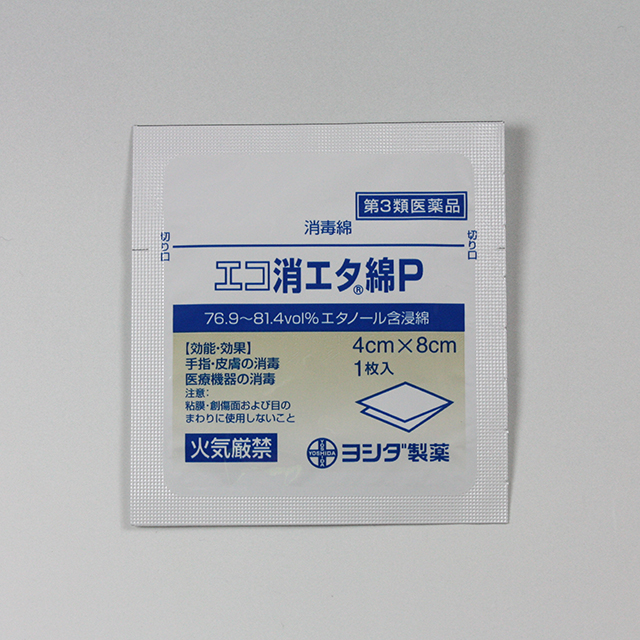 第3類医薬品
消毒綿
切り口
切り口
エコ消エタ®綿P
76.9～81.4vol%エタノール含浸綿
【効能・効果】
手指・皮膚の消毒
医療機器の消毒
注意：
粘膜・創傷面および目の
まわりに使用しないこと
4cm×8cm
1枚入
火気厳禁
YOSHIDA
ヨシダ製薬